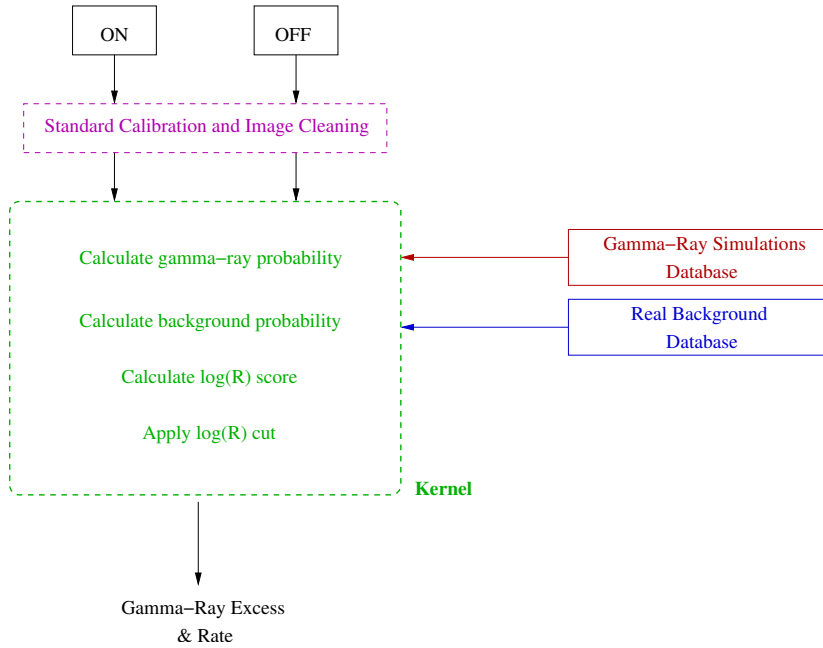 ON
OFF
Standard Calibration and Image Cleaning
Calculate gamma−ray probability
Calculate background probability
Calculate log(R) score
Apply log(R) cut
Kernel
Gamma−Ray Simulations
Database
Real Background
Database
Gamma−Ray Excess
& Rate